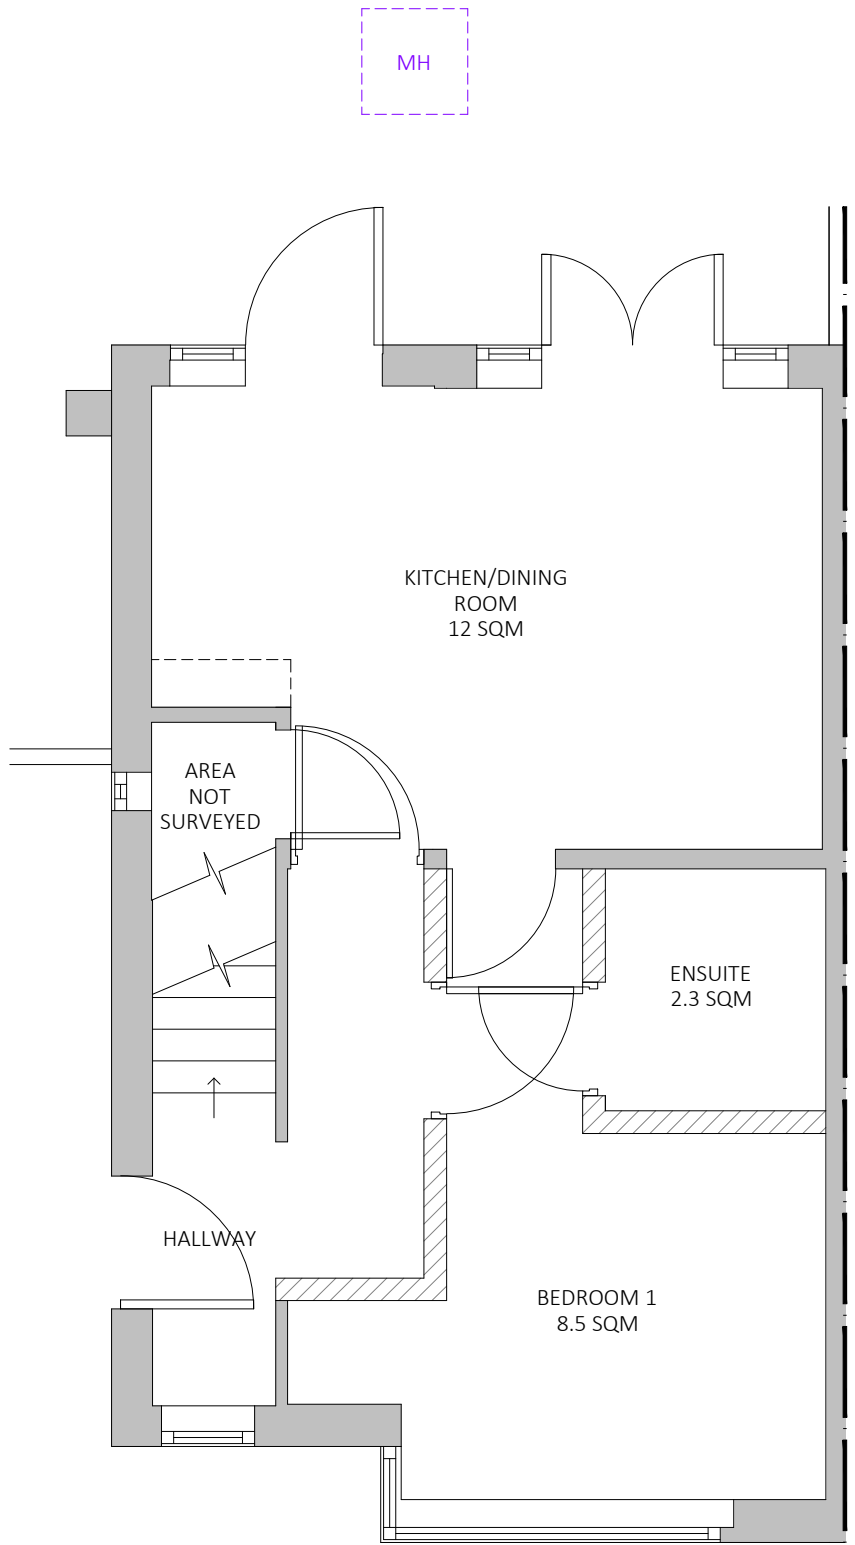 MH
KITCHEN/DINING
ROOM
12 SQM
AREA
NOT
SURVEYED
ENSUITE
2.3 SQM
HALLWAY
BEDROOM 1
8.5 SQM